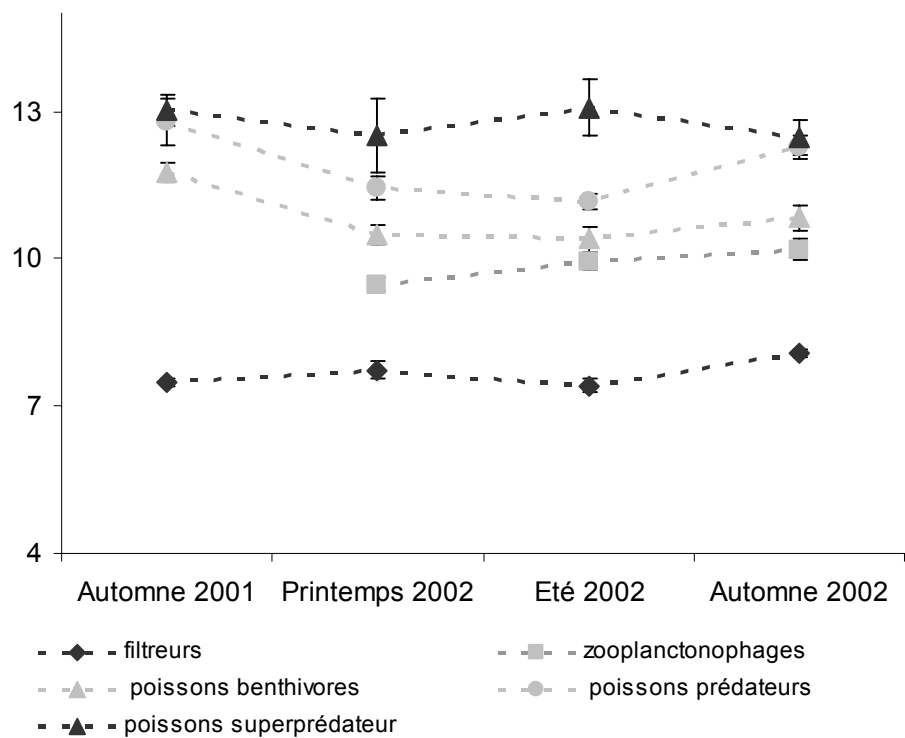 13
10
7
4
Automne 2001 Printemps 2002 Eté 2002 Automne 2002
filtreurs zooplanctonophages
poissons benthivores poissons prédateurs
poissons superprédateur